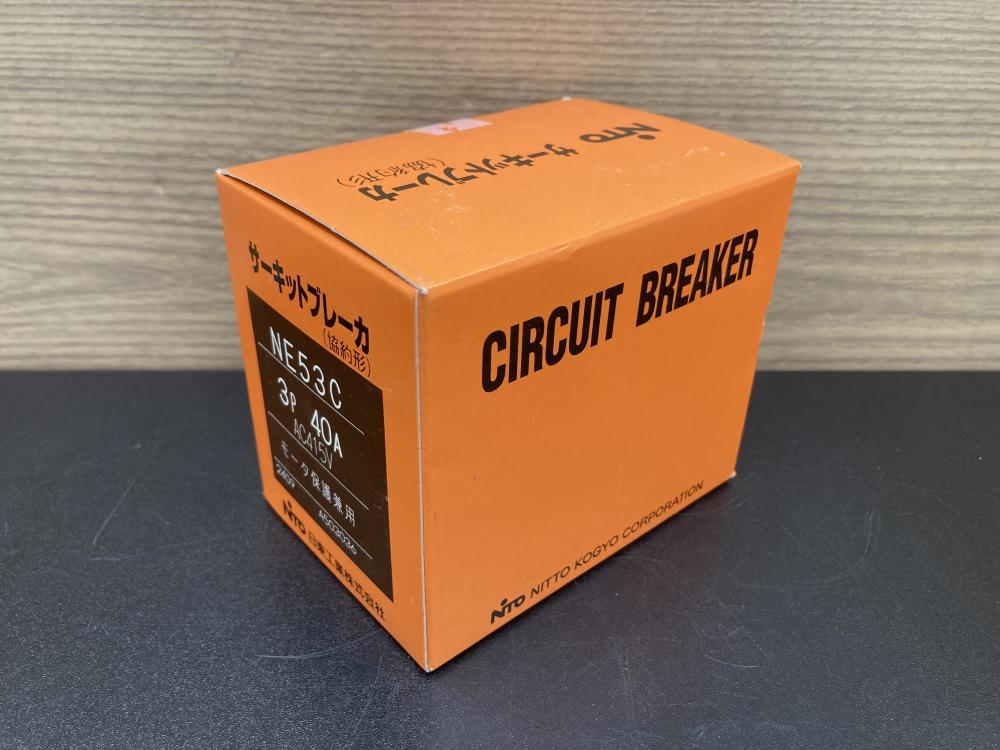 NITO サーキットブレーカ
(協約形)
CIRCUIT BREAKER
NITO NITTO KOGYO CORPORATION
サーキットブレーカ
(協約形)
NE53C
3P 40A
AC415V
モータ保護兼用
2409 A503036
NITO 日東工業株式会社